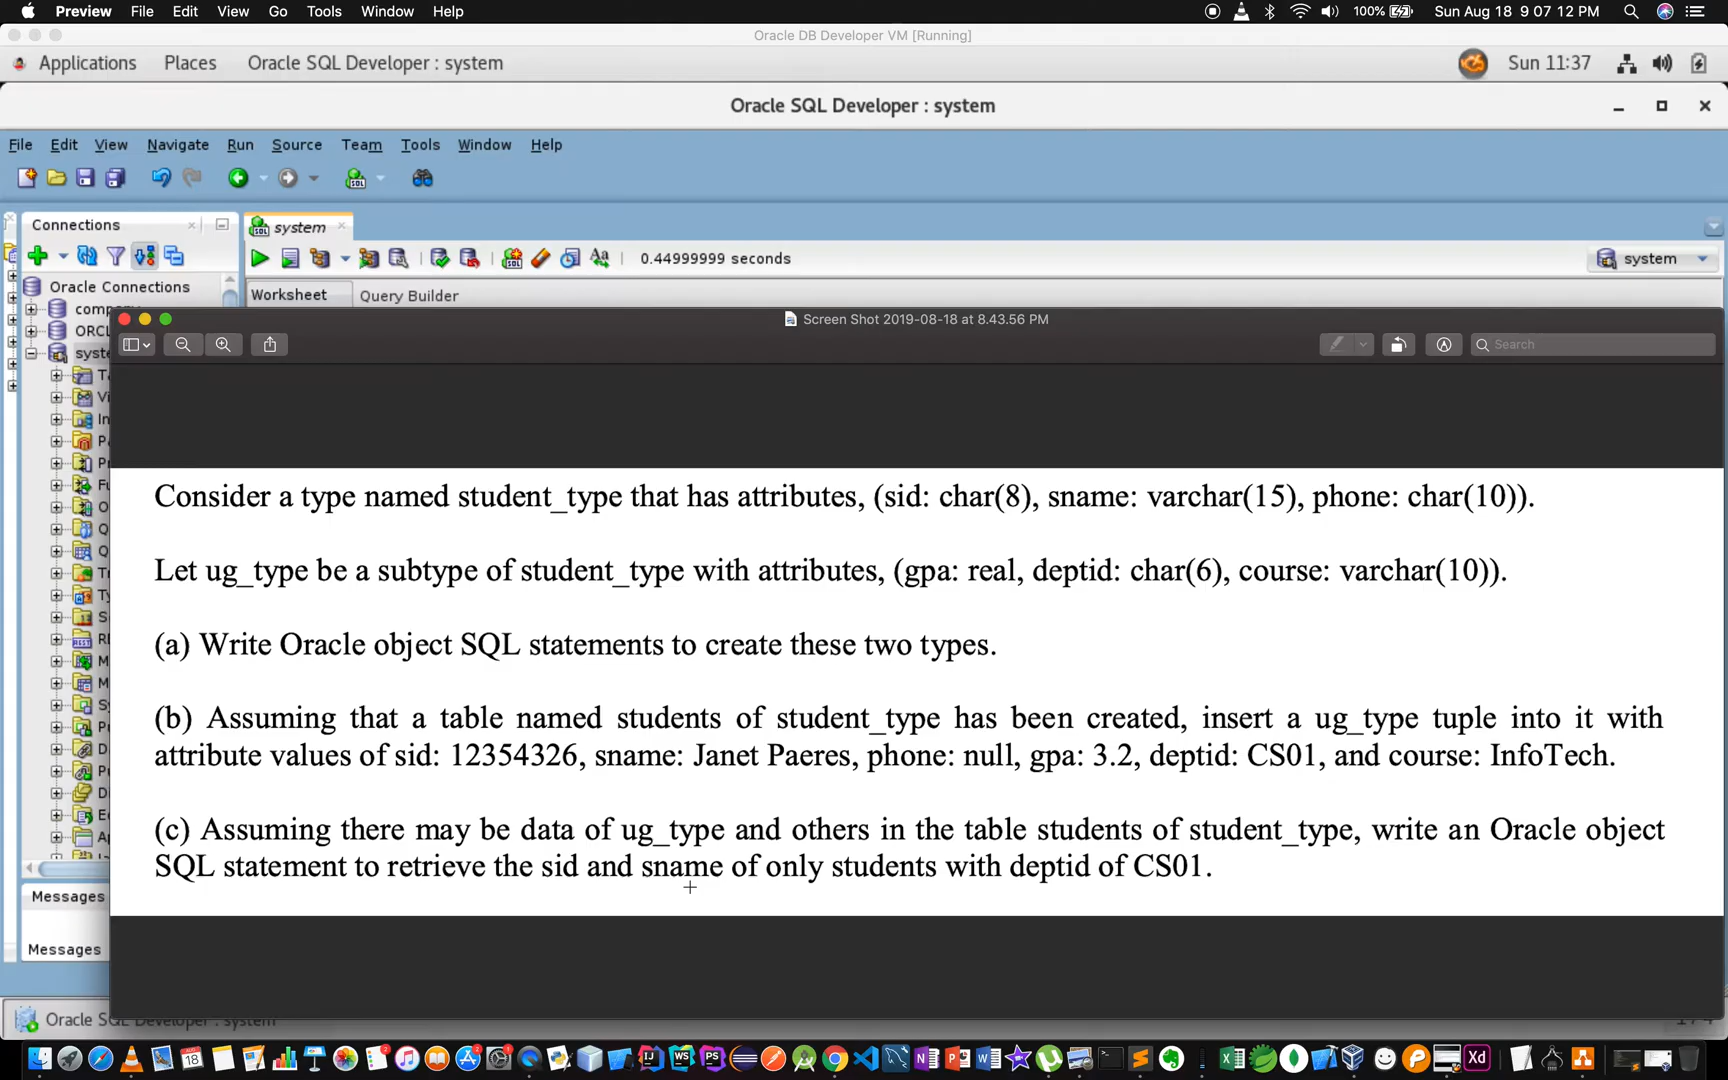 Preview File Edit View Go Tools Window Help 100% Sun Aug 18 9 07 12 PM
Oracle DB Developer VM [Running]
Applications Places Oracle SQL Developer : system Sun 11:37
Oracle SQL Developer : system
File Edit View Navigate Run Source Team Tools Window Help
Connections system
0.44999999 seconds system
Oracle Connections Worksheet Query Builder
Screen Shot 2019-08-18 at 8.43.56 PM
Search
Consider a type named student_type that has attributes, (sid: char(8), sname: varchar(15), phone: char(10)).
Let ug_type be a subtype of student_type with attributes, (gpa: real, deptid: char(6), course: varchar(10)).
(a) Write Oracle object SQL statements to create these two types.
(b) Assuming that a table named students of student_type has been created, insert a ug_type tuple into it with
attribute values of sid: 12354326, sname: Janet Paeres, phone: null, gpa: 3.2, deptid: CS01, and course: InfoTech.
(c) Assuming there may be data of ug_type and others in the table students of student_type, write an Oracle object
SQL statement to retrieve the sid and sname of only students with deptid of CS01.
Messages
Messages
Oracle SQL Developer : system